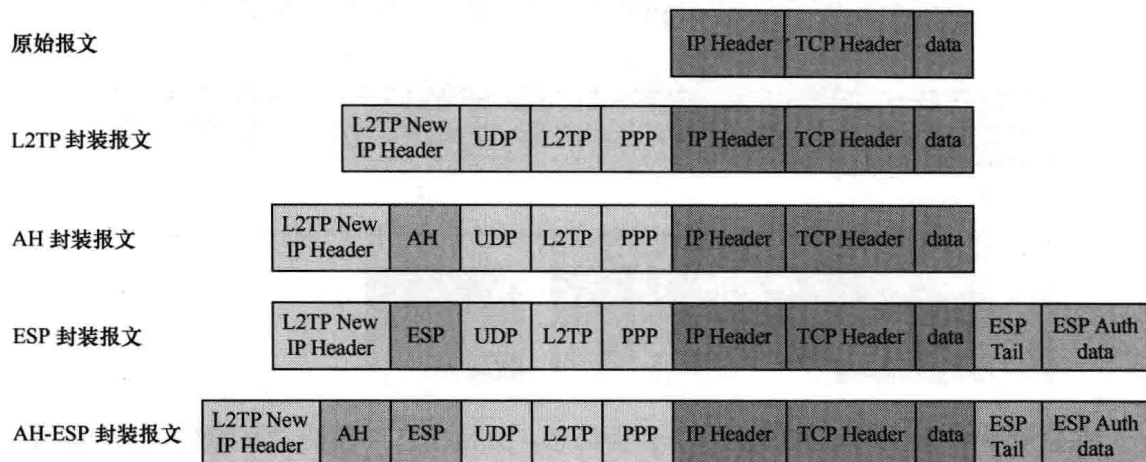 原始报文 IP Header TCP Header data
L2TP 封装报文 L2TP New IP Header UDP L2TP PPP IP Header TCP Header data
AH 封装报文 L2TP New IP Header AH UDP L2TP PPP IP Header TCP Header data
ESP 封装报文 L2TP New IP Header ESP UDP L2TP PPP IP Header TCP Header data ESP Tail ESP Auth data
AH-ESP 封装报文 L2TP New IP Header AH ESP UDP L2TP PPP IP Header TCP Header data ESP Tail ESP Auth data